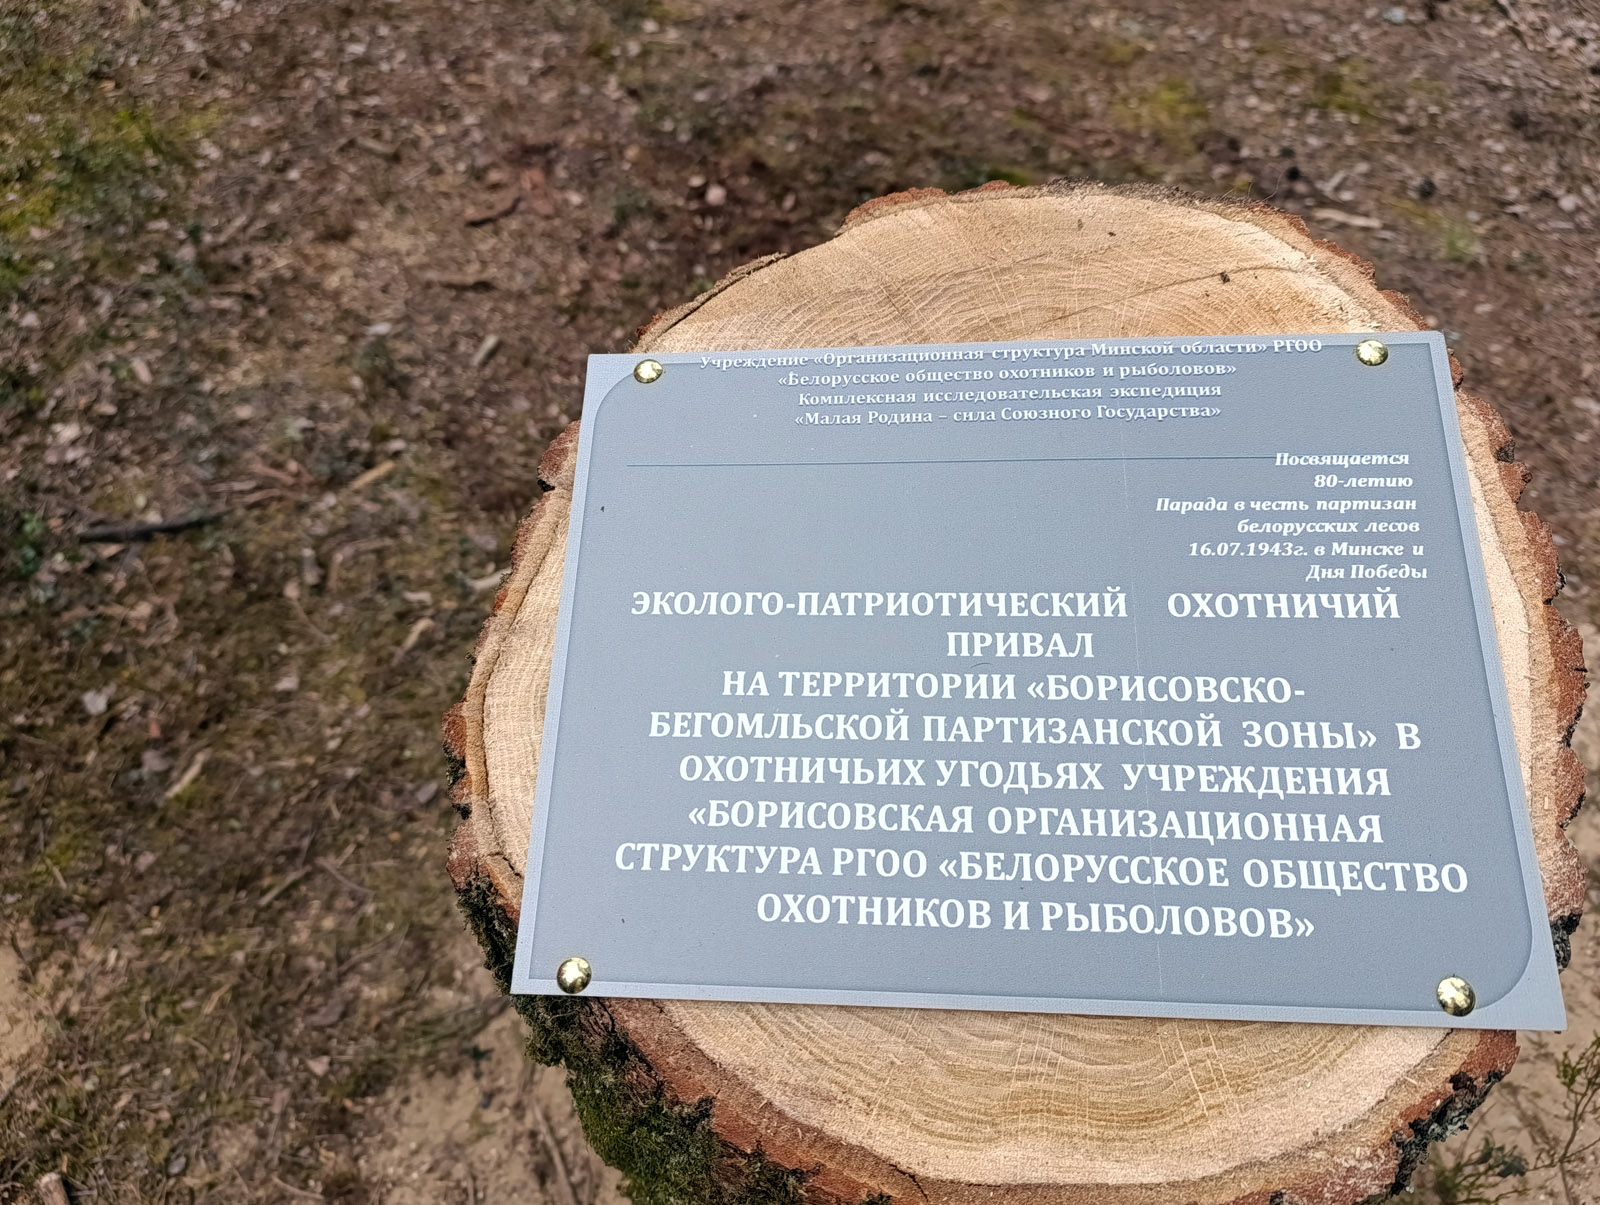 Учреждение «Организационная структура Минской области» РГОО
«Белорусское общество охотников и рыболовов»
Комплексная исследовательская экспедиция
«Малая Родина – сила Союзного Государства»
Посвящается
80-летию
Парада в честь партизан
белорусских лесов
16.07.1943г. в Минске и
Дня Победы
ЭКОЛОГО-ПАТРИОТИЧЕСКИЙ ОХОТНИЧИЙ
ПРИВАЛ
НА ТЕРРИТОРИИ «БОРИСОВСКО-
БЕГОМЛЬСКОЙ ПАРТИЗАНСКОЙ ЗОНЫ» В
ОХОТНИЧЬИХ УГОДЬЯХ УЧРЕЖДЕНИЯ
«БОРИСОВСКАЯ ОРГАНИЗАЦИОННАЯ
СТРУКТУРА РГОО «БЕЛОРУССКОЕ ОБЩЕСТВО
ОХОТНИКОВ И РЫБОЛОВОВ»